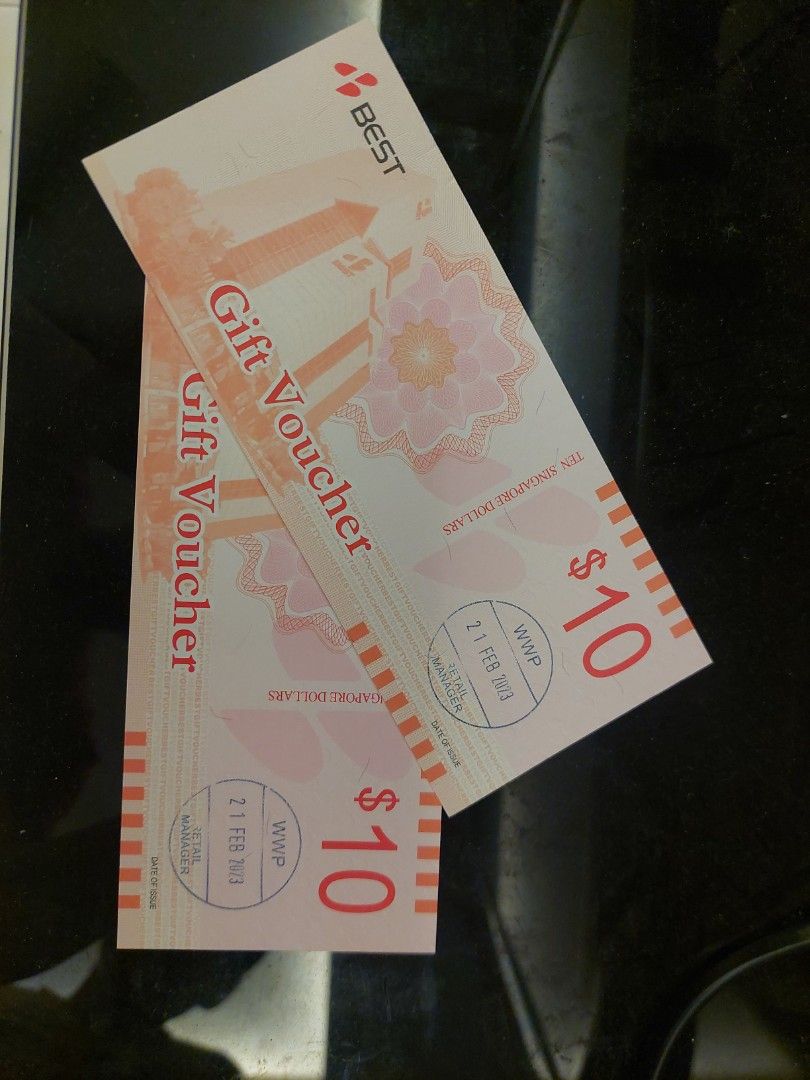 BEST
Gift Voucher
TEN SINGAPORE DOLLARS
$10
WWP
21 FEB 2023
RETAIL
MANAGER
DATE OF ISSUE
Gift Voucher
SINGAPORE DOLLARS
$10
WWP
21 FEB 2023
RETAIL
MANAGER
DATE OF ISSUE